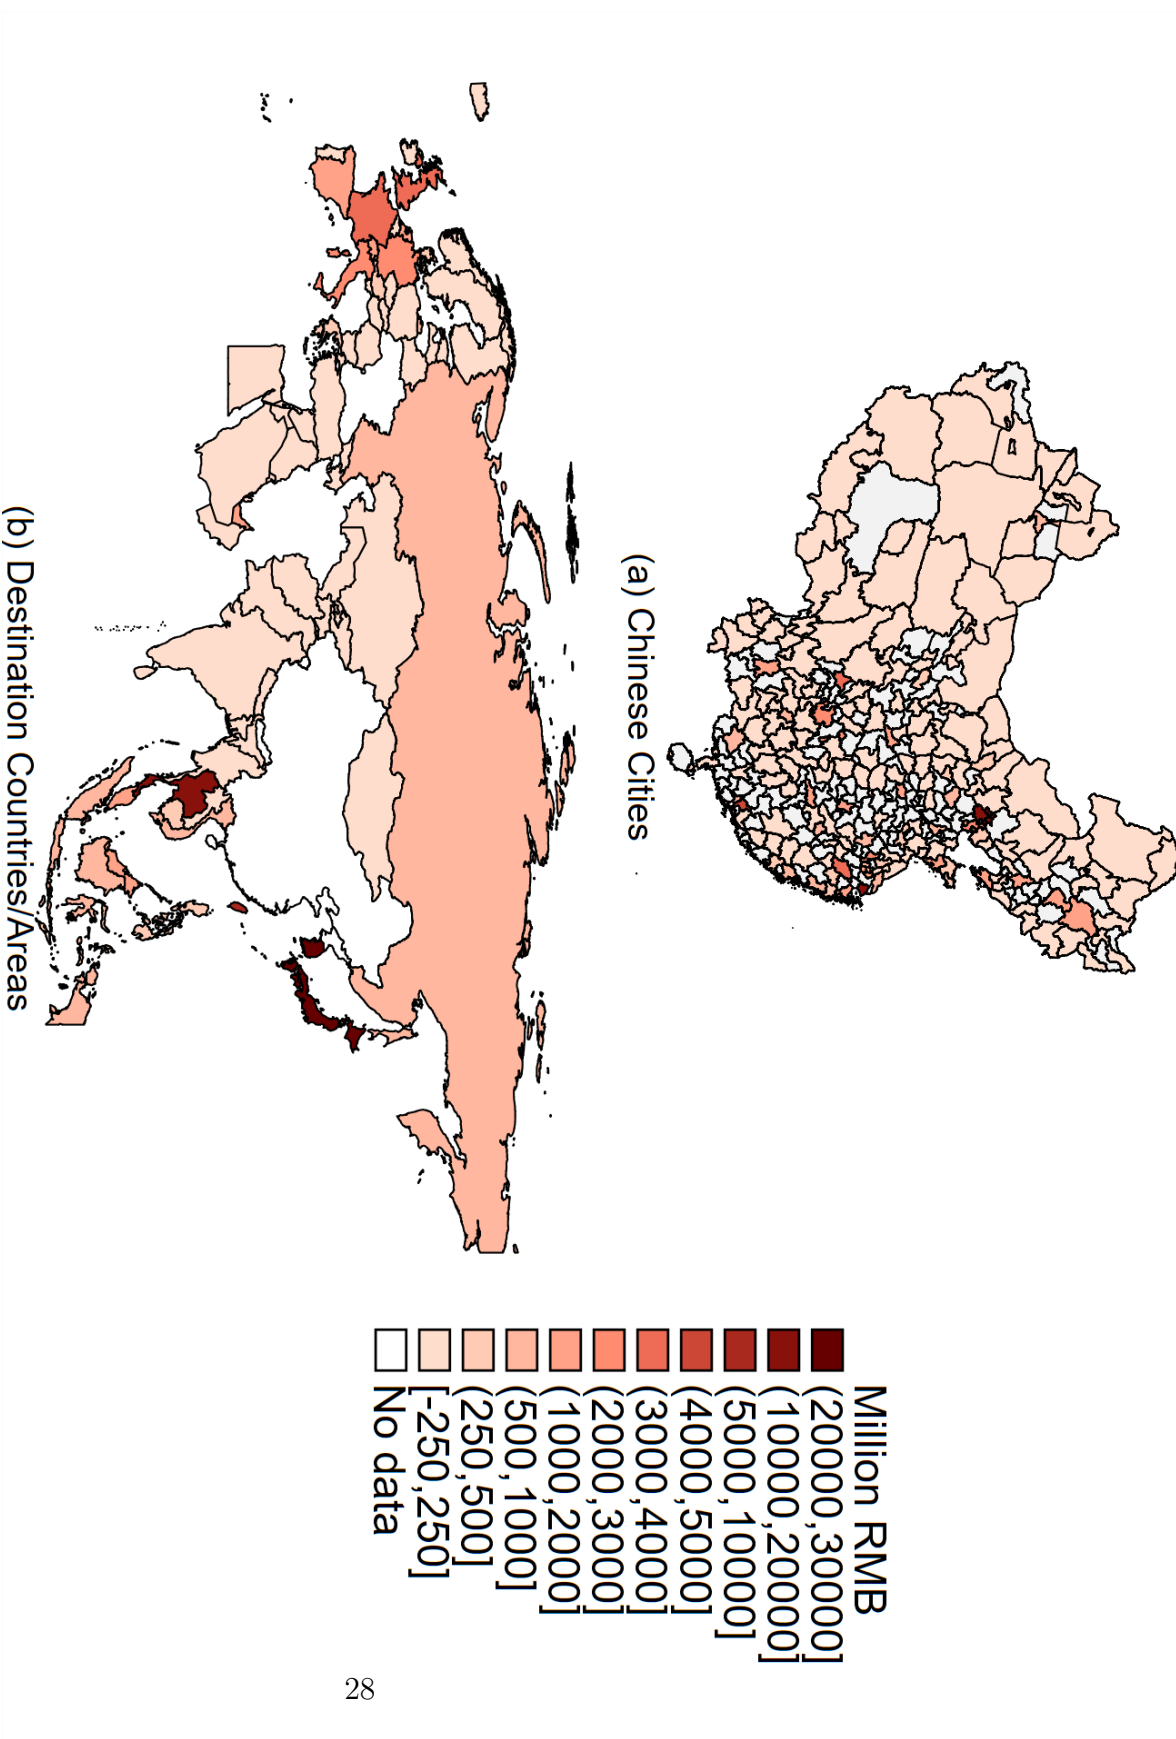 (a) Chinese Cities
(b) Destination Countries/Areas
Million RMB
(20000,30000]
(10000,20000]
(5000,10000]
(4000,5000]
(3000,4000]
(2000,3000]
(1000,2000]
(500,1000]
(250,500]
[-250,250]
No data
28